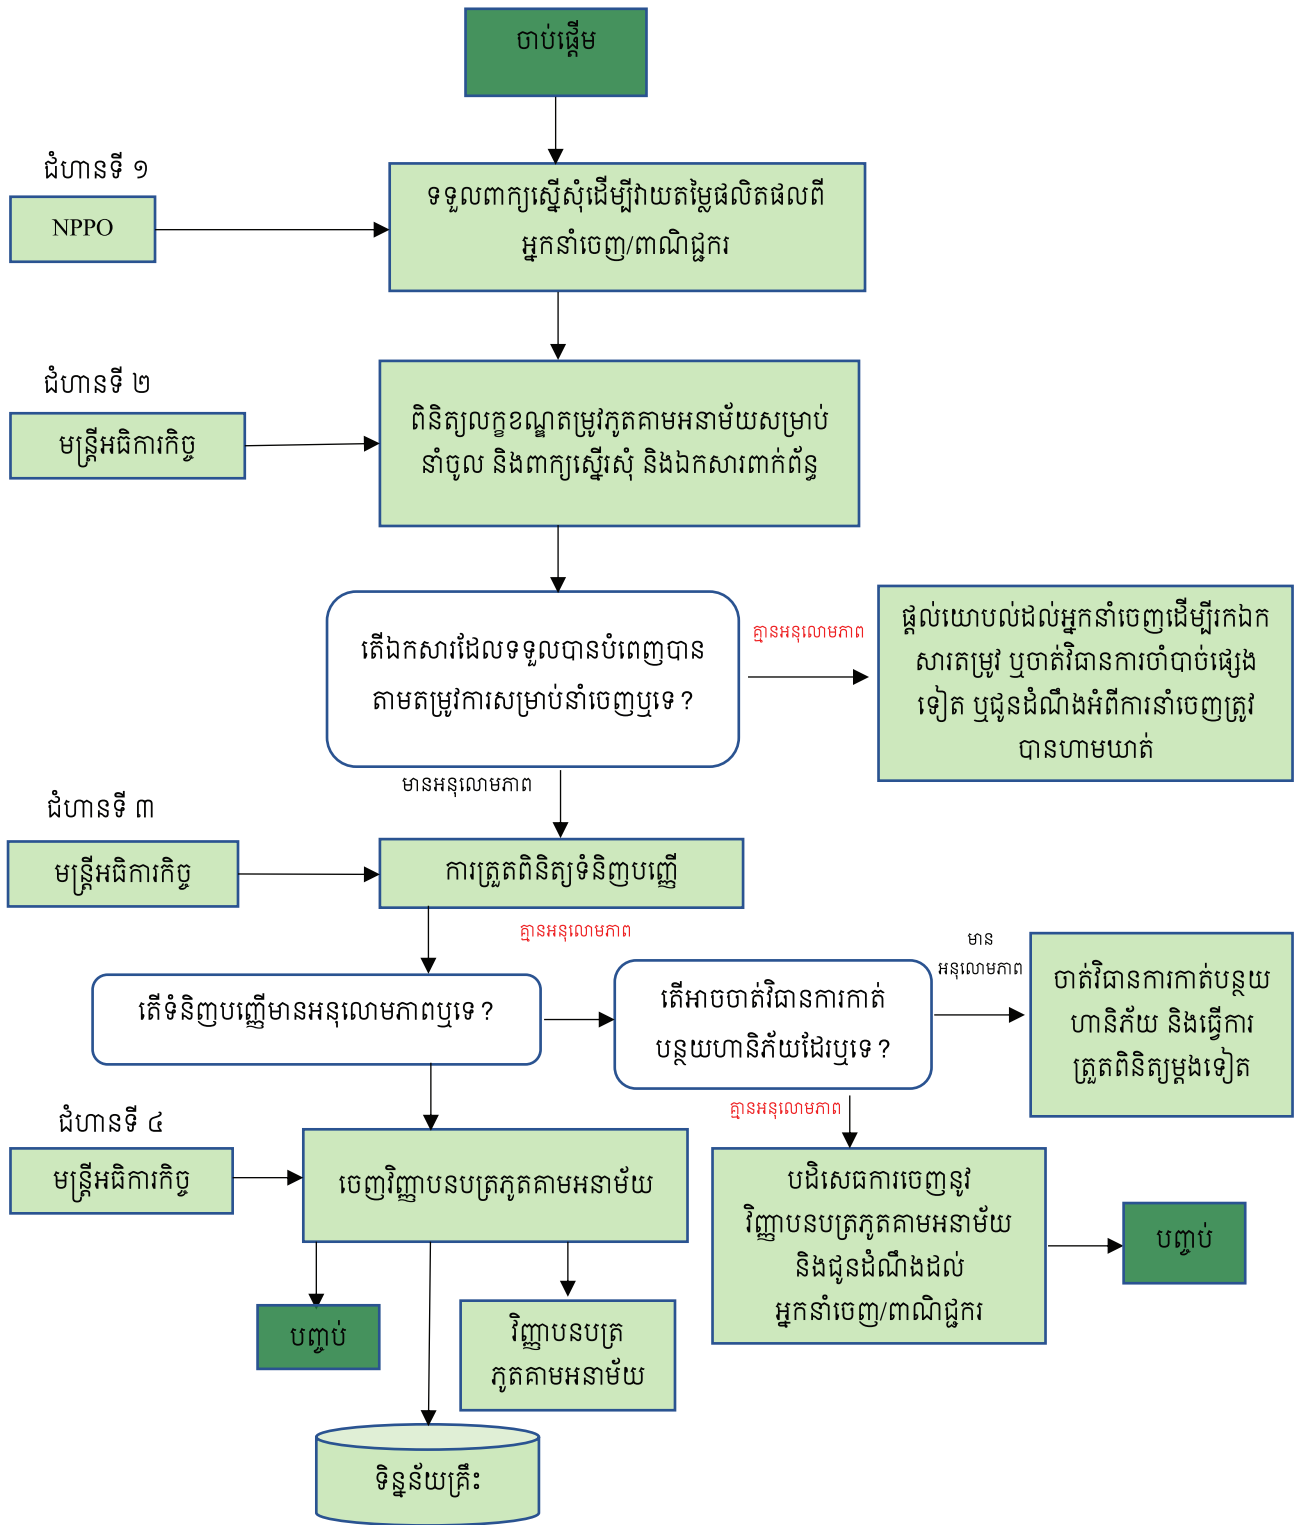 ចាប់ផ្តើម
ជំហានទី ១
NPPO
ទទួលពាក្យស្នើសុំដើម្បីវាយតម្លៃផលិតផលពី
អ្នកនាំចេញ/ពាណិជ្ជករ
ជំហានទី ២
មន្ត្រីអធិការកិច្ច
ពិនិត្យលក្ខខណ្ឌតម្រូវភូតគាមអនាម័យសម្រាប់
នាំចូល និងពាក្យស្នើរសុំ និងឯកសារពាក់ព័ន្ធ
តើឯកសារដែលទទួលបានបំពេញបាន
តាមតម្រូវការសម្រាប់នាំចេញឬទេ?
គ្មានអនុលោមភាព
ផ្តល់យោបល់ដល់អ្នកនាំចេញដើម្បីរកឯក
សារតម្រូវ ឬចាត់វិធានការចាំបាច់ផ្សេង
ទៀត ឬជូនដំណឹងអំពីការនាំចេញត្រូវ
បានហាមឃាត់
មានអនុលោមភាព
ជំហានទី ៣
មន្ត្រីអធិការកិច្ច
ការត្រួតពិនិត្យទំនិញបញ្ញើ
គ្មានអនុលោមភាព
តើទំនិញបញ្ញើមានអនុលោមភាពឬទេ?
តើអាចចាត់វិធានការកាត់
បន្ថយហានិភ័យដែរឬទេ?
មាន
អនុលោមភាព
ចាត់វិធានការកាត់បន្ថយ
ហានិភ័យ និងធ្វើការ
ត្រួតពិនិត្យម្តងទៀត
គ្មានអនុលោមភាព
ជំហានទី ៤
មន្ត្រីអធិការកិច្ច
ចេញវិញ្ញាបនបត្រភូតគាមអនាម័យ
បដិសេធការចេញនូវ
វិញ្ញាបនបត្រភូតគាមអនាម័យ
និងជូនដំណឹងដល់
អ្នកនាំចេញ/ពាណិជ្ជករ
បញ្ចប់
បញ្ចប់
វិញ្ញាបនបត្រ
ភូតគាមអនាម័យ
ទិន្នន័យគ្រឹះ